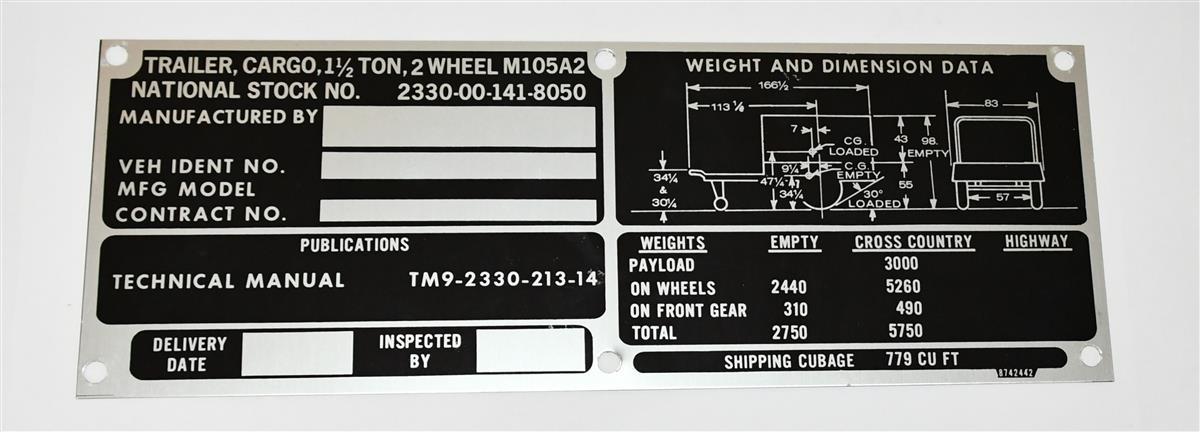 TRAILER, CARGO, 1½ TON, 2 WHEEL M105A2
NATIONAL STOCK NO. 2330-00-141-8050
MANUFACTURED BY
VEH IDENT NO.
MFG MODEL
CONTRACT NO.
PUBLICATIONS
TECHNICAL MANUAL TM9-2330-213-14
DELIVERY DATE
INSPECTED BY
WEIGHT AND DIMENSION DATA
166½
113 ⅛
83
7
CG. LOADED
43
98. EMPTY
9¼
C.G. EMPTY
34¼ & 30¼
47¼
34¼
30° LOADED
55
57
WEIGHTS EMPTY CROSS COUNTRY HIGHWAY
PAYLOAD 3000
ON WHEELS 2440 5260
ON FRONT GEAR 310 490
TOTAL 2750 5750
SHIPPING CUBAGE 779 CU FT
8742442